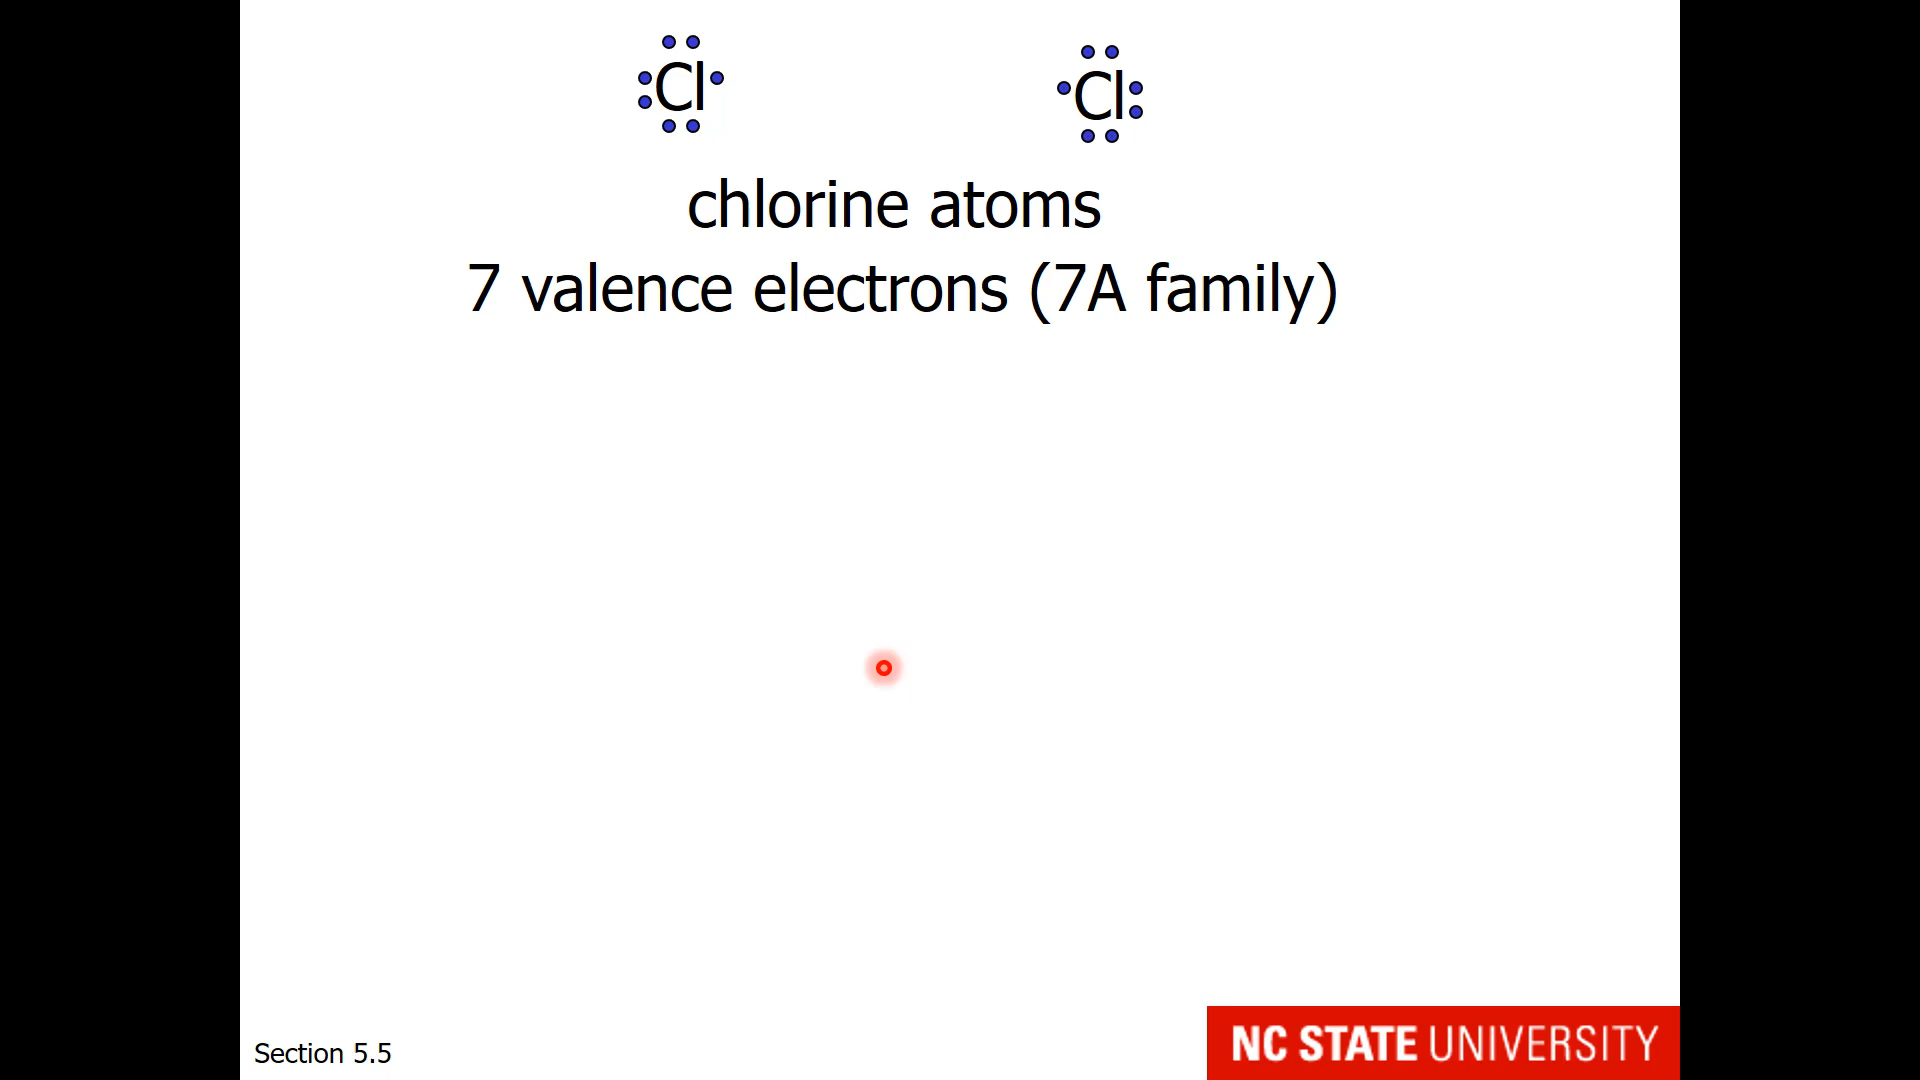 Cl Cl
chlorine atoms
7 valence electrons (7A family)
Section 5.5
NC STATE UNIVERSITY